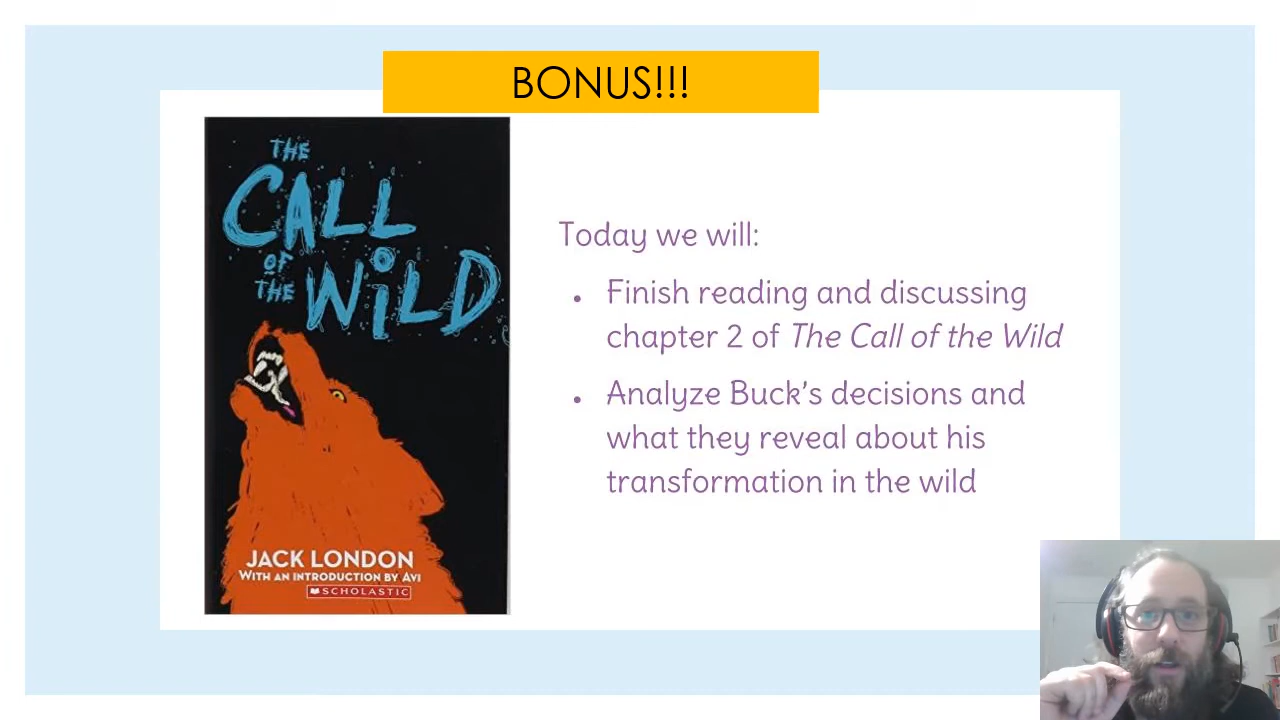 BONUS!!!
THE
CALL
OF
THE WiLD
JACK LONDON
WITH AN INTRODUCTION BY AVI
SCHOLASTIC
Today we will:
• Finish reading and discussing
chapter 2 of The Call of the Wild
• Analyze Buck's decisions and
what they reveal about his
transformation in the wild